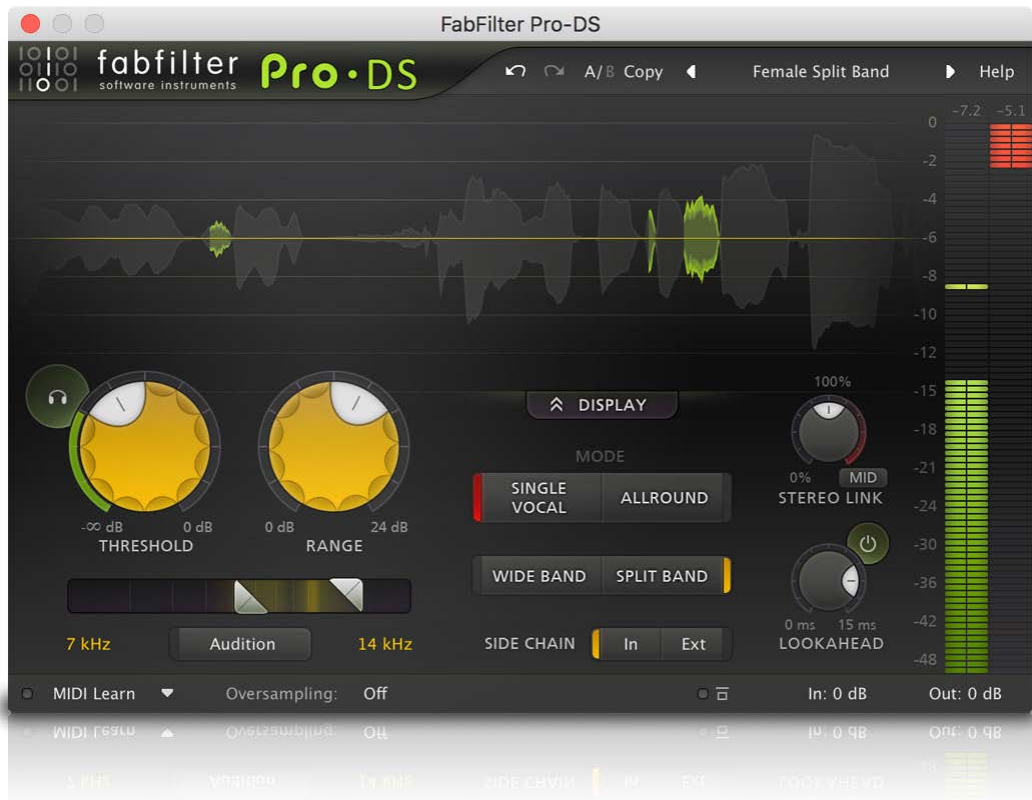 FabFilter Pro-DS
fabfilter
software instruments
Pro·DS
A/B Copy
Female Split Band
Help
-7.2 -5.1
0
-2
-4
-6
-8
-10
-12
-15
-18
-21
-24
-30
-36
-42
-48
-∞ dB 0 dB
THRESHOLD
0 dB 24 dB
RANGE
DISPLAY
MODE
SINGLE
VOCAL
ALLROUND
WIDE BAND SPLIT BAND
SIDE CHAIN In Ext
100%
0% MID
STEREO LINK
0 ms 15 ms
LOOKAHEAD
7 kHz Audition 14 kHz
MIDI Learn Oversampling: Off In: 0 dB Out: 0 dB